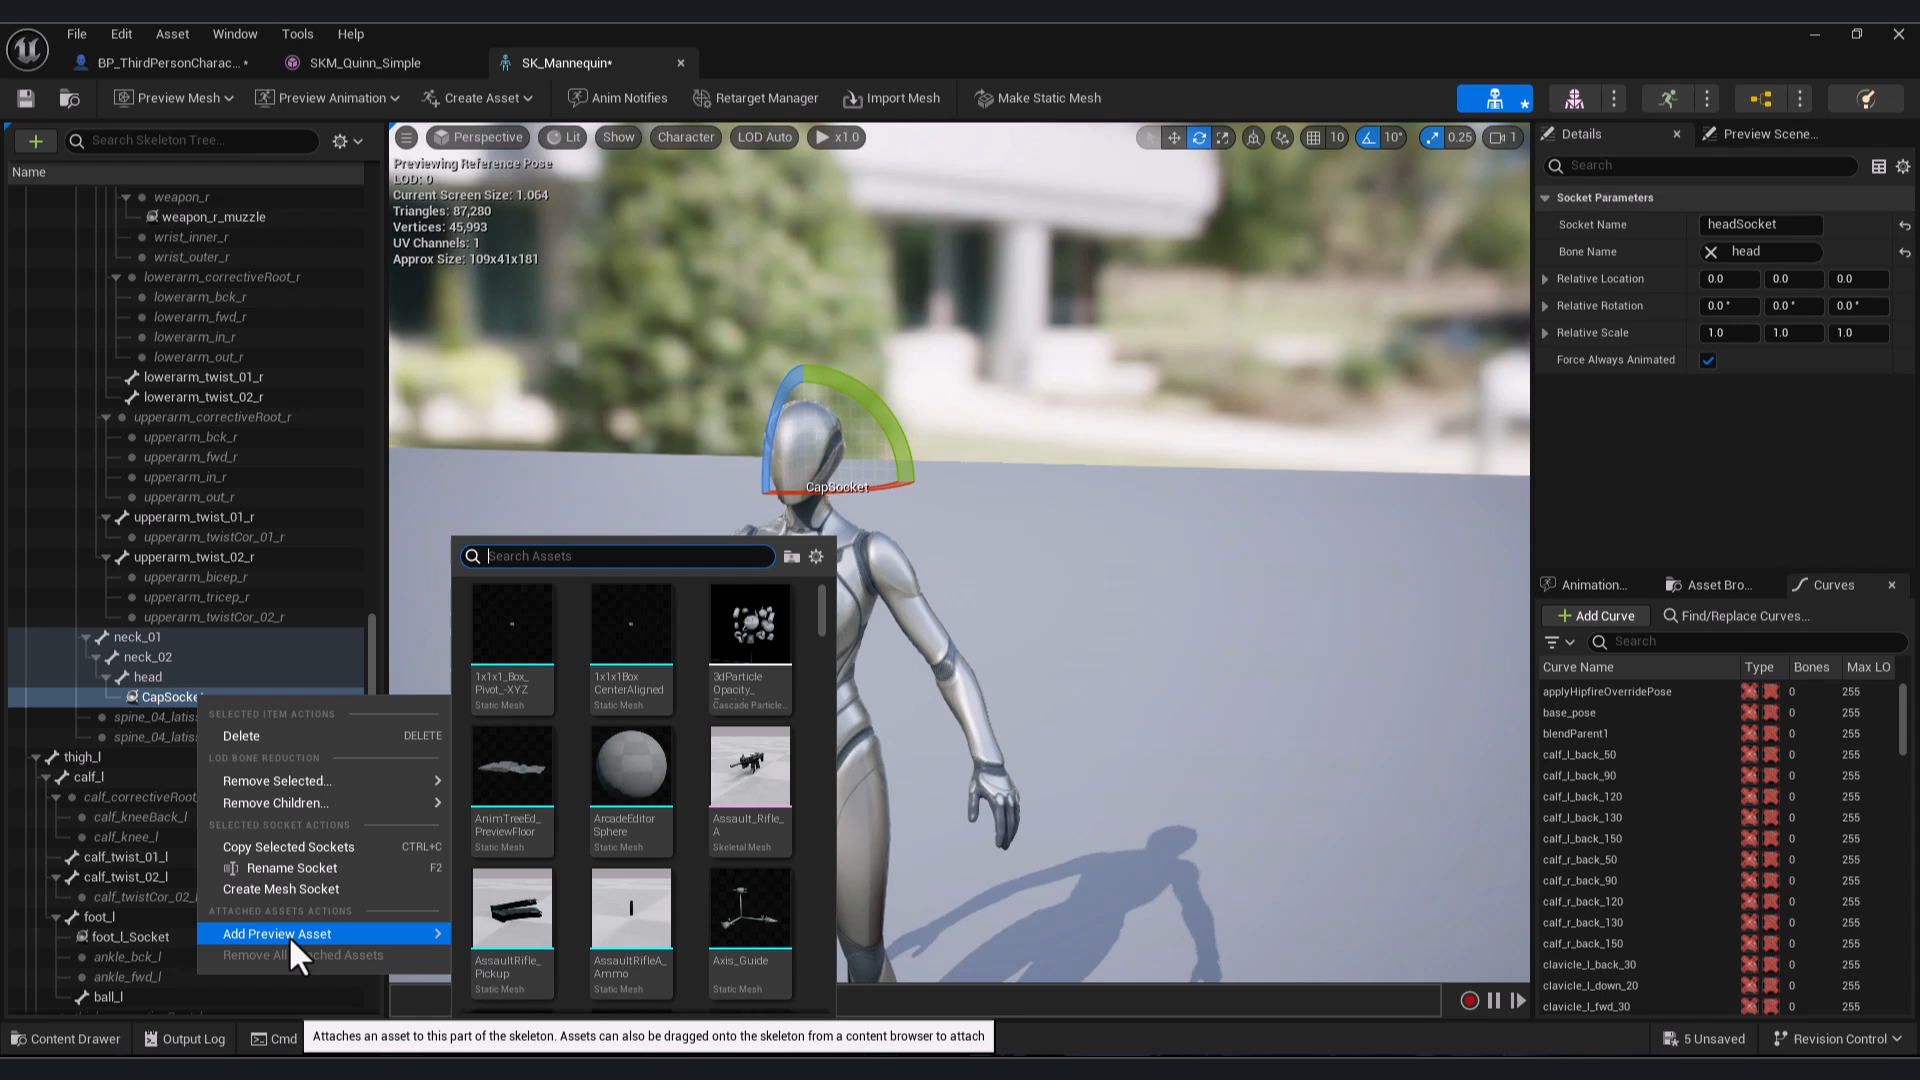 File Edit Asset Window Tools Help
BP_ThirdPersonCharac... • SKM_Quinn_Simple SK_Mannequin*
Preview Mesh Preview Animation Create Asset Anim Notifies Retarget Manager Import Mesh Make Static Mesh
Search Skeleton Tree...
Name
weapon_r
weapon_r_muzzle
wrist_inner_r
wrist_outer_r
lowerarm_correctiveRoot_r
lowerarm_bck_r
lowerarm_fwd_r
lowerarm_in_r
lowerarm_out_r
lowerarm_twist_01_r
lowerarm_twist_02_r
upperarm_correctiveRoot_r
upperarm_bck_r
upperarm_fwd_r
upperarm_in_r
upperarm_out_r
upperarm_twist_01_r
upperarm_twistCor_01_r
upperarm_twist_02_r
upperarm_bicep_r
upperarm_tricep_r
upperarm_twistCor_02_r
neck_01
neck_02
head
CapSocke
spine_04_latis
spine_04_latis
thigh_l
calf_l
calf_correctiveRoot_
calf_kneeBack_l
calf_knee_l
calf_twist_01_l
calf_twist_02_l
calf_twistCor_02_l
foot_l
foot_l_Socket
ankle_bck_l
ankle_fwd_l
ball_l
Perspective Lit Show Character LOD Auto x1.0 10 10° 0.25 1
Previewing Reference Pose
LOD: 0
Current Screen Size: 1.064
Triangles: 87,280
Vertices: 45,993
UV Channels: 1
Approx Size: 109x41x181
CapSocket
SELECTED ITEM ACTIONS
Delete DELETE
LOD BONE REDUCTION
Remove Selected...
Remove Children...
SELECTED SOCKET ACTIONS
Copy Selected Sockets CTRL+C
Rename Socket F2
Create Mesh Socket
ATTACHED ASSETS ACTIONS
Add Preview Asset
Remove All ched Assets
Search Assets
1x1x1_Box_
Pivot_-XYZ
Static Mesh
1x1x1Box
CenterAligned
Static Mesh
3dParticle
Opacity_
Cascade Particle...
AnimTreeEd_
PreviewFloor
Static Mesh
ArcadeEditor
Sphere
Static Mesh
Assault_Rifle_
A
Skeletal Mesh
AssaultRifle_
Pickup
Static Mesh
AssaultRifleA_
Ammo
Static Mesh
Axis_Guide
Static Mesh
Details Preview Scene...
Search
Socket Parameters
Socket Name headSocket
Bone Name head
Relative Location 0.0 0.0 0.0
Relative Rotation 0.0 ° 0.0 ° 0.0 °
Relative Scale 1.0 1.0 1.0
Force Always Animated
Animation... Asset Bro... Curves
Add Curve Find/Replace Curves...
Search
Curve Name Type Bones Max LO
applyHipfireOverridePose 0 255
base_pose 0 255
blendParent1 0 255
calf_l_back_50 0 255
calf_l_back_90 0 255
calf_l_back_120 0 255
calf_l_back_130 0 255
calf_l_back_150 0 255
calf_r_back_50 0 255
calf_r_back_90 0 255
calf_r_back_120 0 255
calf_r_back_130 0 255
calf_r_back_150 0 255
clavicle_l_back_30 0 255
clavicle_l_down_20 0 255
clavicle_l_fwd_30 0 255
Content Drawer Output Log Cmd
Attaches an asset to this part of the skeleton. Assets can also be dragged onto the skeleton from a content browser to attach
5 Unsaved Revision Control